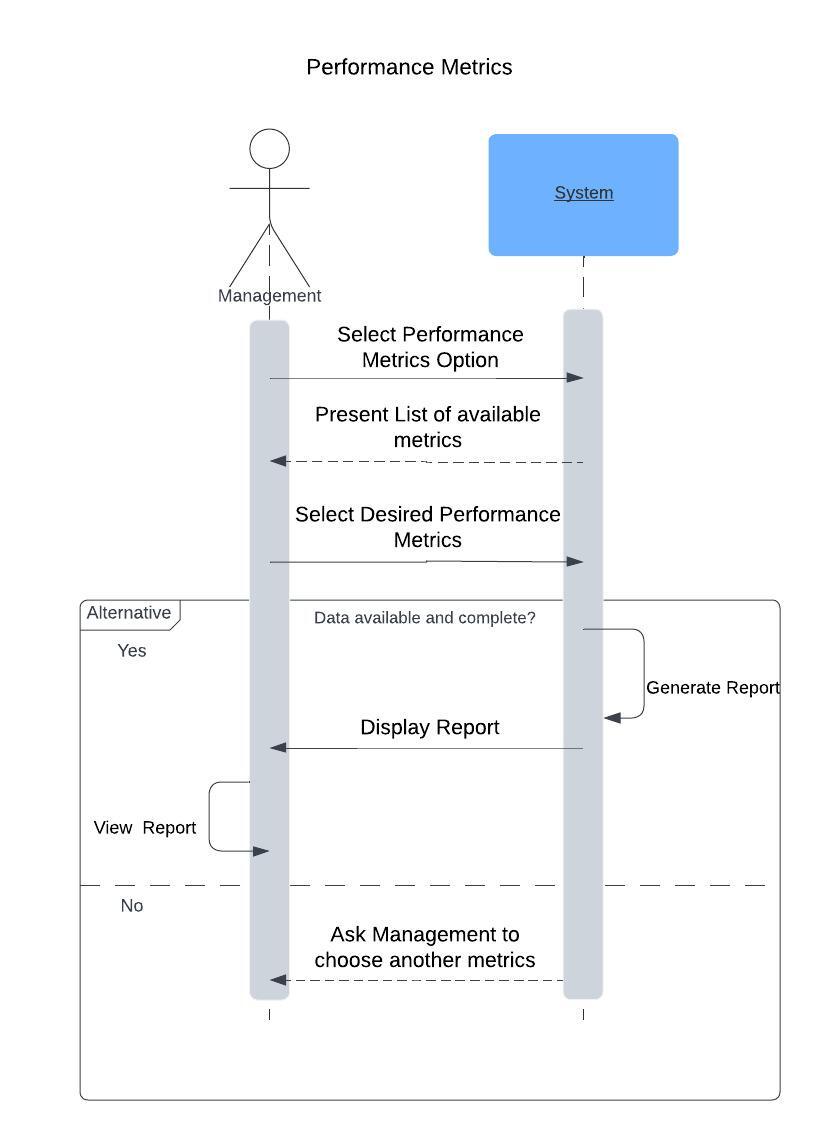 Performance Metrics
System
Management
Select Performance
Metrics Option
Present List of available
metrics
Select Desired Performance
Metrics
Alternative
Data available and complete?
Yes
Generate Report
Display Report
View  Report
No
Ask Management to
choose another metrics